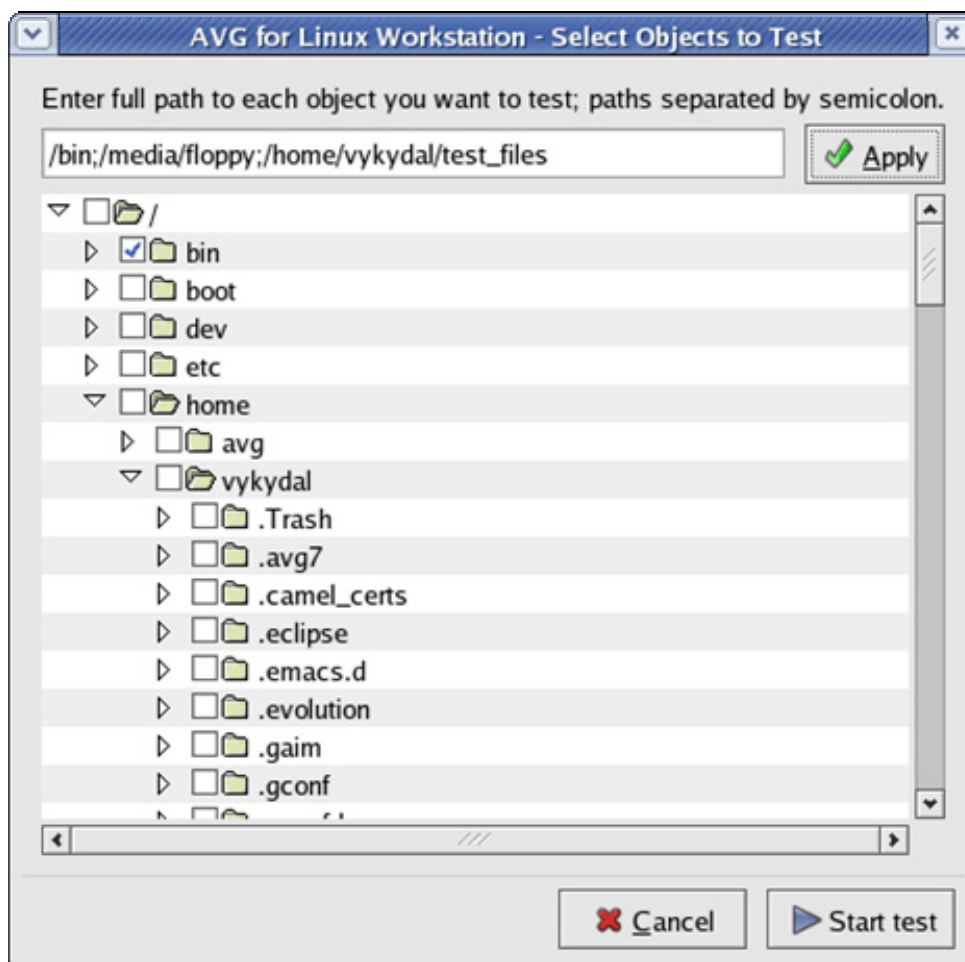 AVG for Linux Workstation - Select Objects to Test
Enter full path to each object you want to test; paths separated by semicolon.
/bin;/media/floppy;/home/vykydal/test_files
Apply
/
bin
boot
dev
etc
home
avg
vykydal
.Trash
.avg7
.camel_certs
.eclipse
.emacs.d
.evolution
.gaim
.gconf
Cancel
Start test